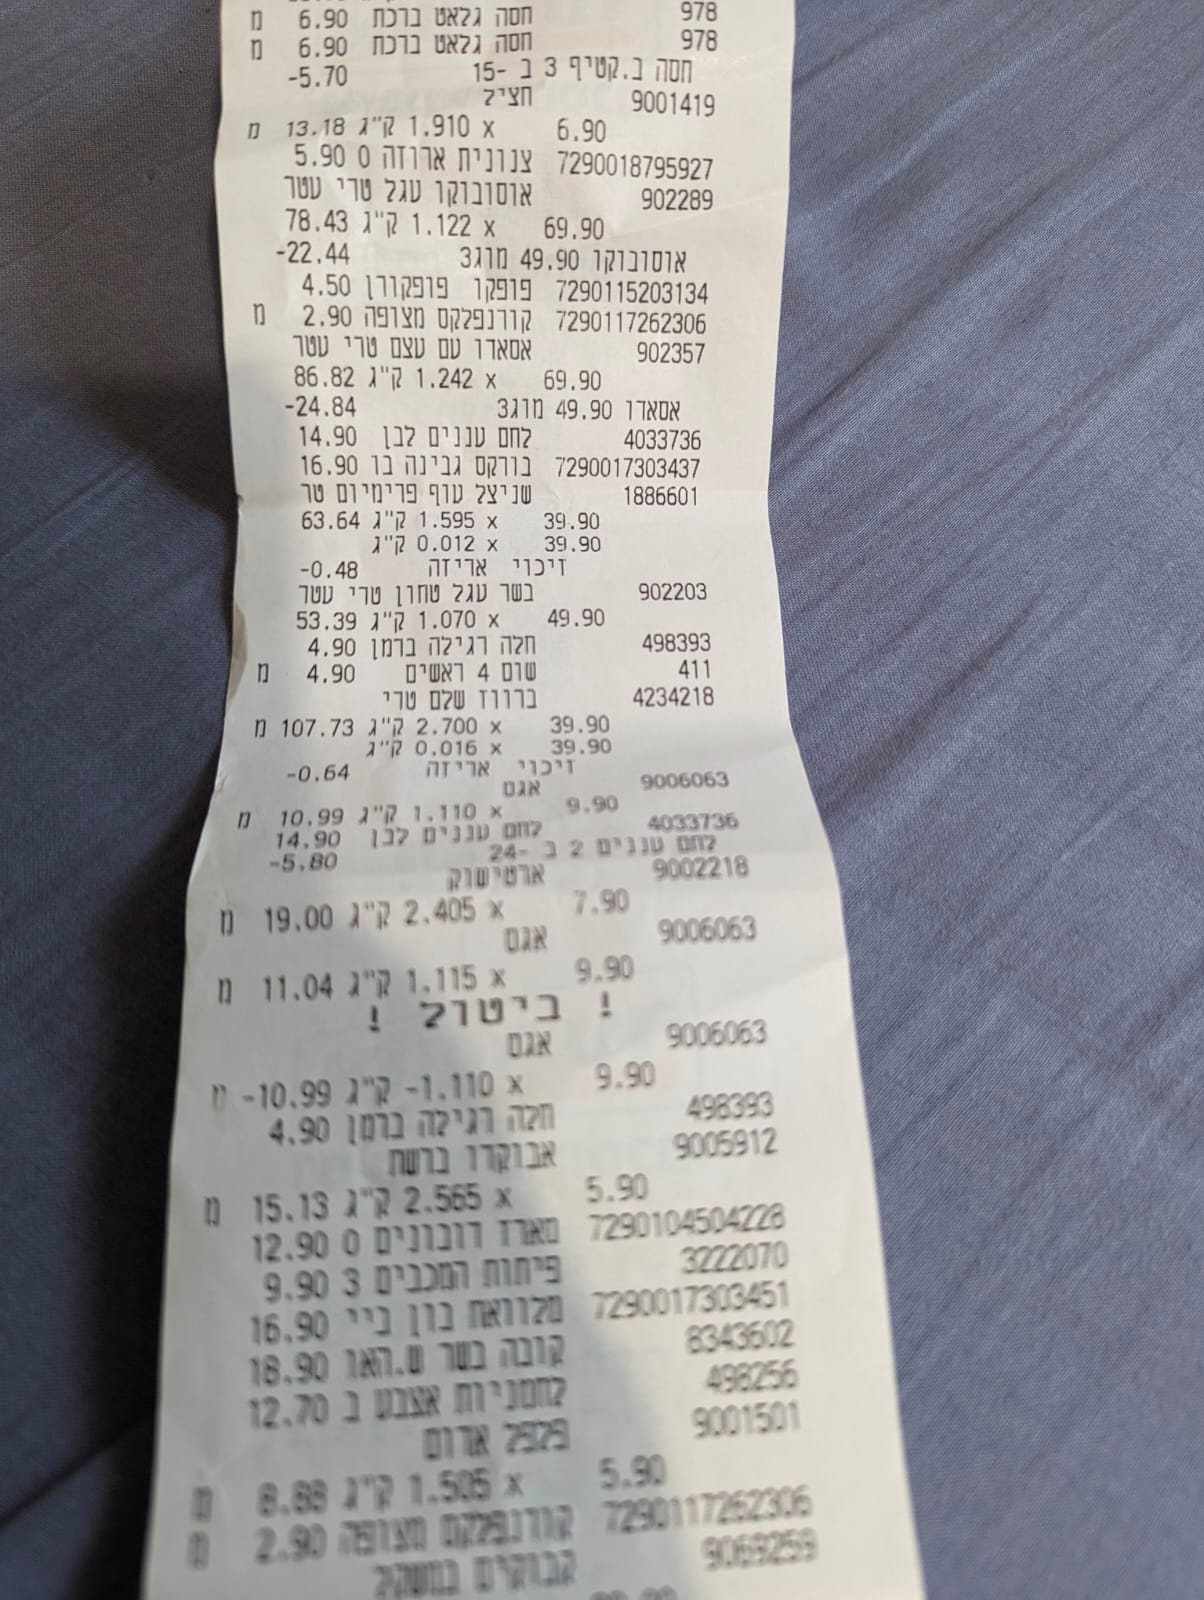 978 חסה גלאט ברכת 6.90 מ
978 חסה גלאט ברכת 6.90 מ
חסה ב.קטיף 3 ב -15 -5.70
9001419 חציל
6.90 x 1.910 ק"ג 13.18 מ
7290018795927 צנונית ארוזה 0 5.90
902289 אוסובוקו עגל טרי עטר
69.90 x 1.122 ק"ג 78.43
אוסובוקו 49.90 מוג3 -22.44
7290115203134 פופקו פופקורן 4.50
7290117262306 קורנפלקס מצופה 2.90 מ
902357 אסאדו עם עצם טרי עטר
69.90 x 1.242 ק"ג 86.82
אסאדו 49.90 מוג3 -24.84
4033736 לחם עננים לבן 14.90
7290017303437 בורקס גבינה בו 16.90
1886601 שניצל עוף פרימיום טר
39.90 x 1.595 ק"ג 63.64
39.90 x 0.012 ק"ג
זיכוי אריזה -0.48
902203 בשר עגל טחון טרי עטר
49.90 x 1.070 ק"ג 53.39
498393 חלה רגילה ברמן 4.90
411 שום 4 ראשים 4.90 מ
4234218 ברווז שלם טרי
39.90 x 2.700 ק"ג 107.73 מ
39.90 x 0.016 ק"ג
זיכוי אריזה -0.64
9006063 אגס
9.90 x 1.110 ק"ג 10.99 מ
4033736 לחם עננים לבן 14.90
לחם עננים 2 ב -24 -5.80
9002218 ארטישוק
7.90 x 2.405 ק"ג 19.00 מ
9006063 אגס
9.90 x 1.115 ק"ג 11.04 מ
! ביטול !
9006063 אגס
9.90 x -1.110 ק"ג -10.99 מ
498393 חלה רגילה ברמן 4.90
9005912 אבוקדו ברשת
5.90 x 2.565 ק"ג 15.13 מ
7290104504228 מארז דובונים 0 12.90
3222070 פיתות המכבים 3 9.90
7290017303451 מלוואח בון ביי 16.90
8343602 קובה בשר ש.האו 18.90
498256 לחמניות אצבע ב 12.70
9001501 פלפל אדום
5.90 x 1.505 ק"ג 8.88 מ
7290117262306 קורנפלקס מצופה 2.90 מ
9069259 קבוקים במשקל